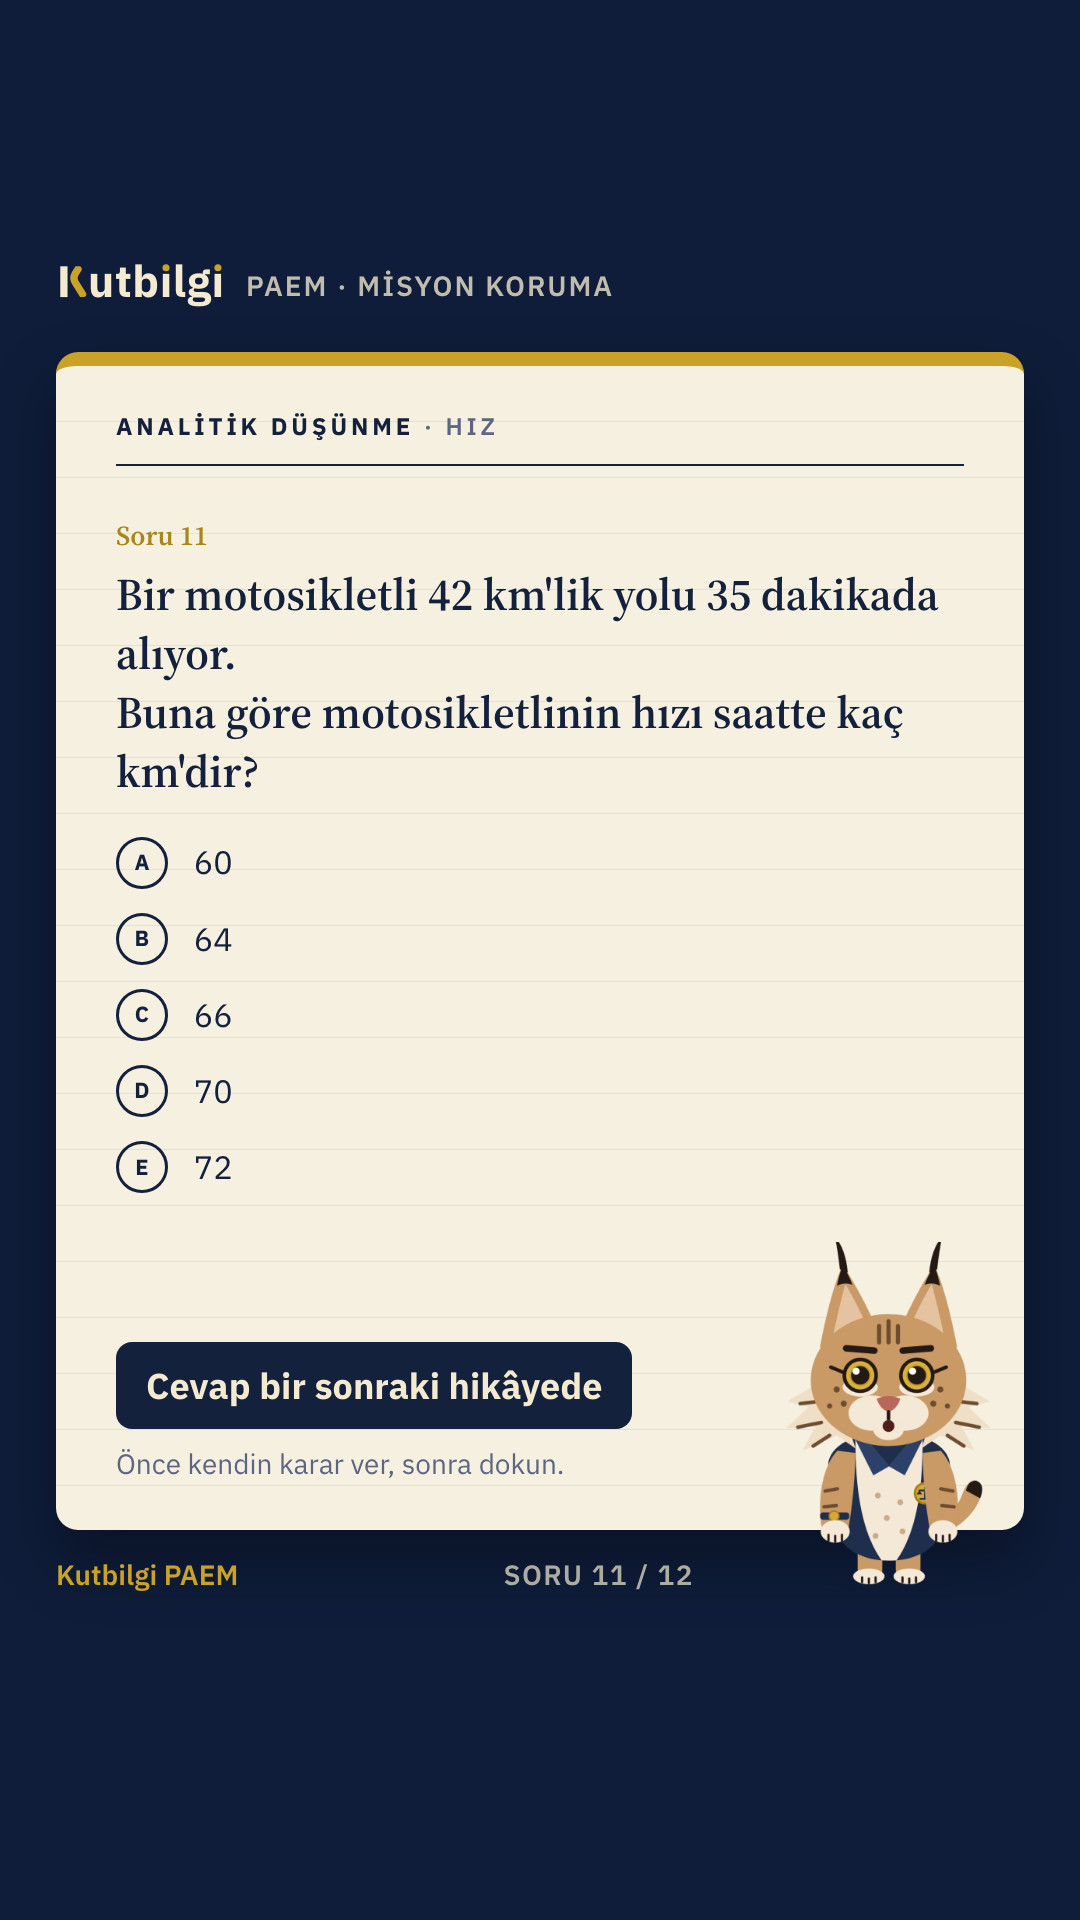 Kutbilgi PAEM · MİSYON KORUMA
ANALİTİK DÜŞÜNME · HIZ
Soru 11
Bir motosikletli 42 km'lik yolu 35 dakikada
alıyor.
Buna göre motosikletlinin hızı saatte kaç
km'dir?
A 60
B 64
C 66
D 70
E 72
Cevap bir sonraki hikâyede
Önce kendin karar ver, sonra dokun.
Kutbilgi PAEM SORU 11 / 12